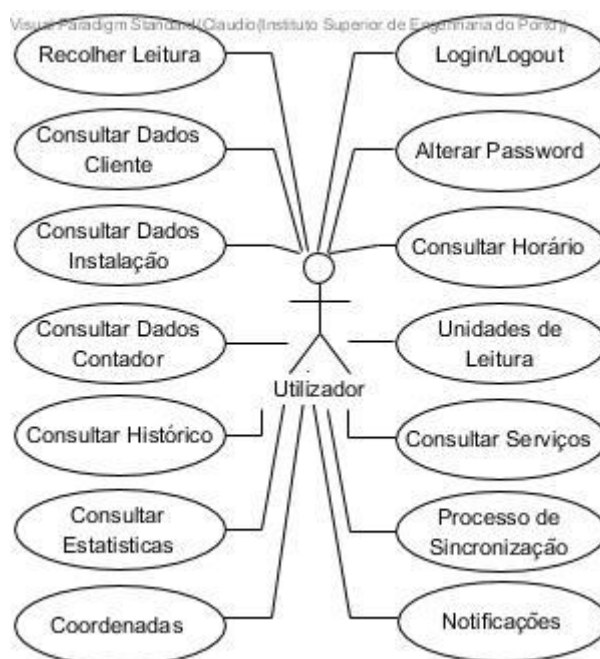 Visual Paradigm Standard(Claudio(Instituto Superior de Engenharia do Porto))
Recolher Leitura
Login/Logout
Consultar Dados
Cliente
Alterar Password
Consultar Dados
Instalação
Consultar Horário
Consultar Dados
Contador
Unidades de
Leitura
Utilizador
Consultar Histórico
Consultar Serviços
Consultar
Estatisticas
Processo de
Sincronização
Coordenadas
Notificações